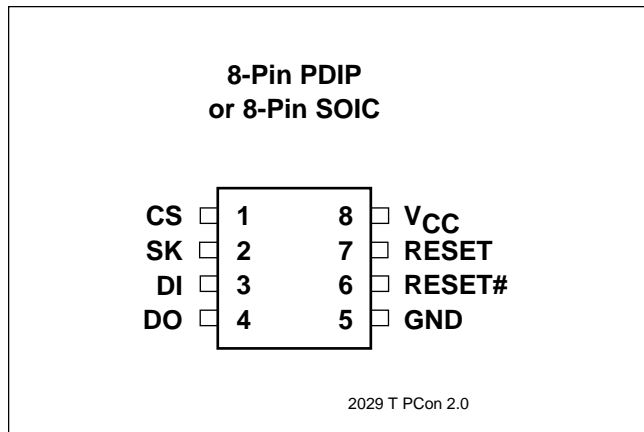 8-Pin PDIP
or 8-Pin SOIC
CS 1 8 VCC
SK 2 7 RESET
DI 3 6 RESET#
DO 4 5 GND
2029 T PCon 2.0